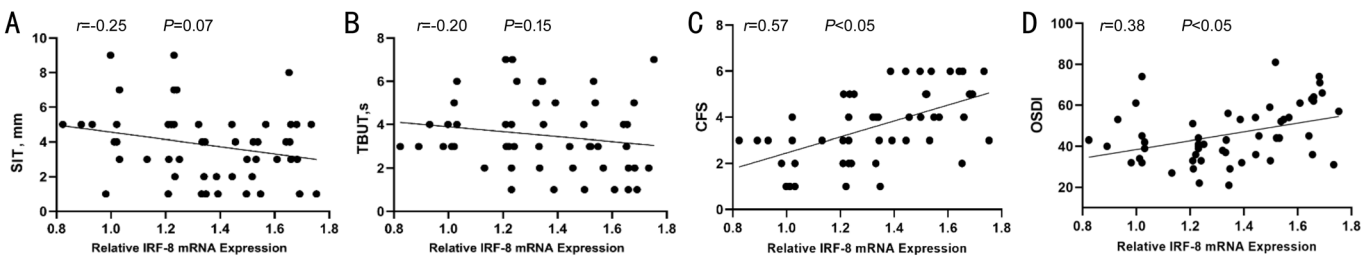 A
r=-0.25 P=0.07
10
8
6
4
2
0
SIT, mm
0.8 1.0 1.2 1.4 1.6 1.8
Relative IRF-8 mRNA Expression
B
r=-0.20 P=0.15
8
6
4
2
0
TBUT,s
0.8 1.0 1.2 1.4 1.6 1.8
Relative IRF-8 mRNA Expression
C
r=0.57 P<0.05
8
6
4
2
0
CFS
0.8 1.0 1.2 1.4 1.6 1.8
Relative IRF-8 mRNA Expression
D
r=0.38 P<0.05
100
80
60
40
20
OSDI
0.8 1.0 1.2 1.4 1.6 1.8
Relative IRF-8 mRNA Expression